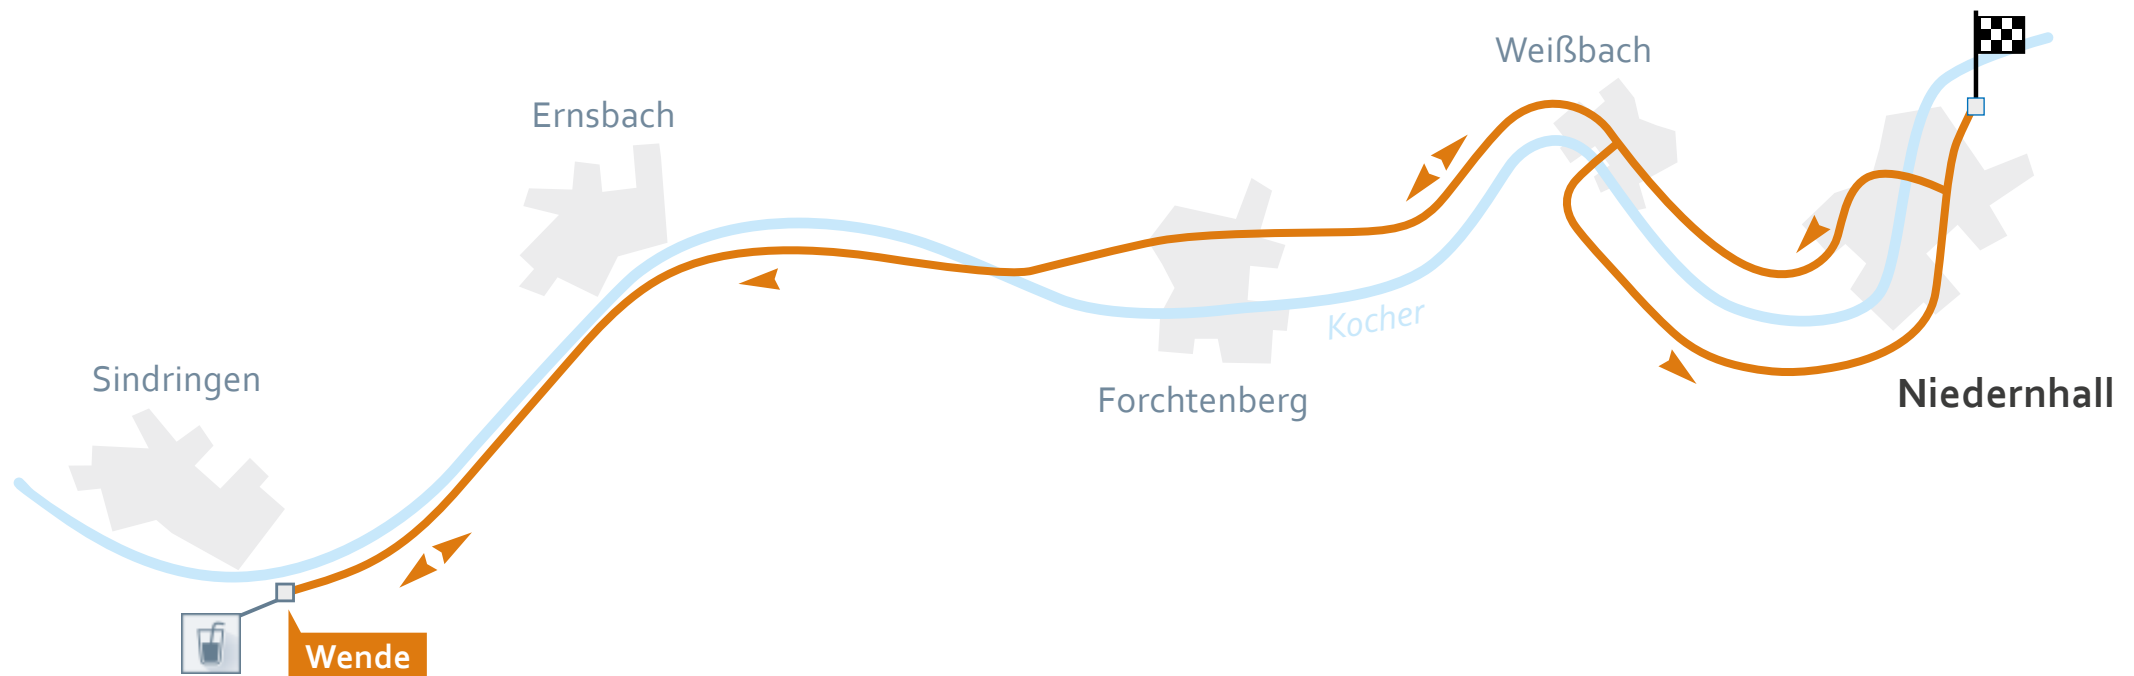 Weißbach
Ernsbach
Kocher
Sindringen
Forchtenberg
Niedernhall
Wende